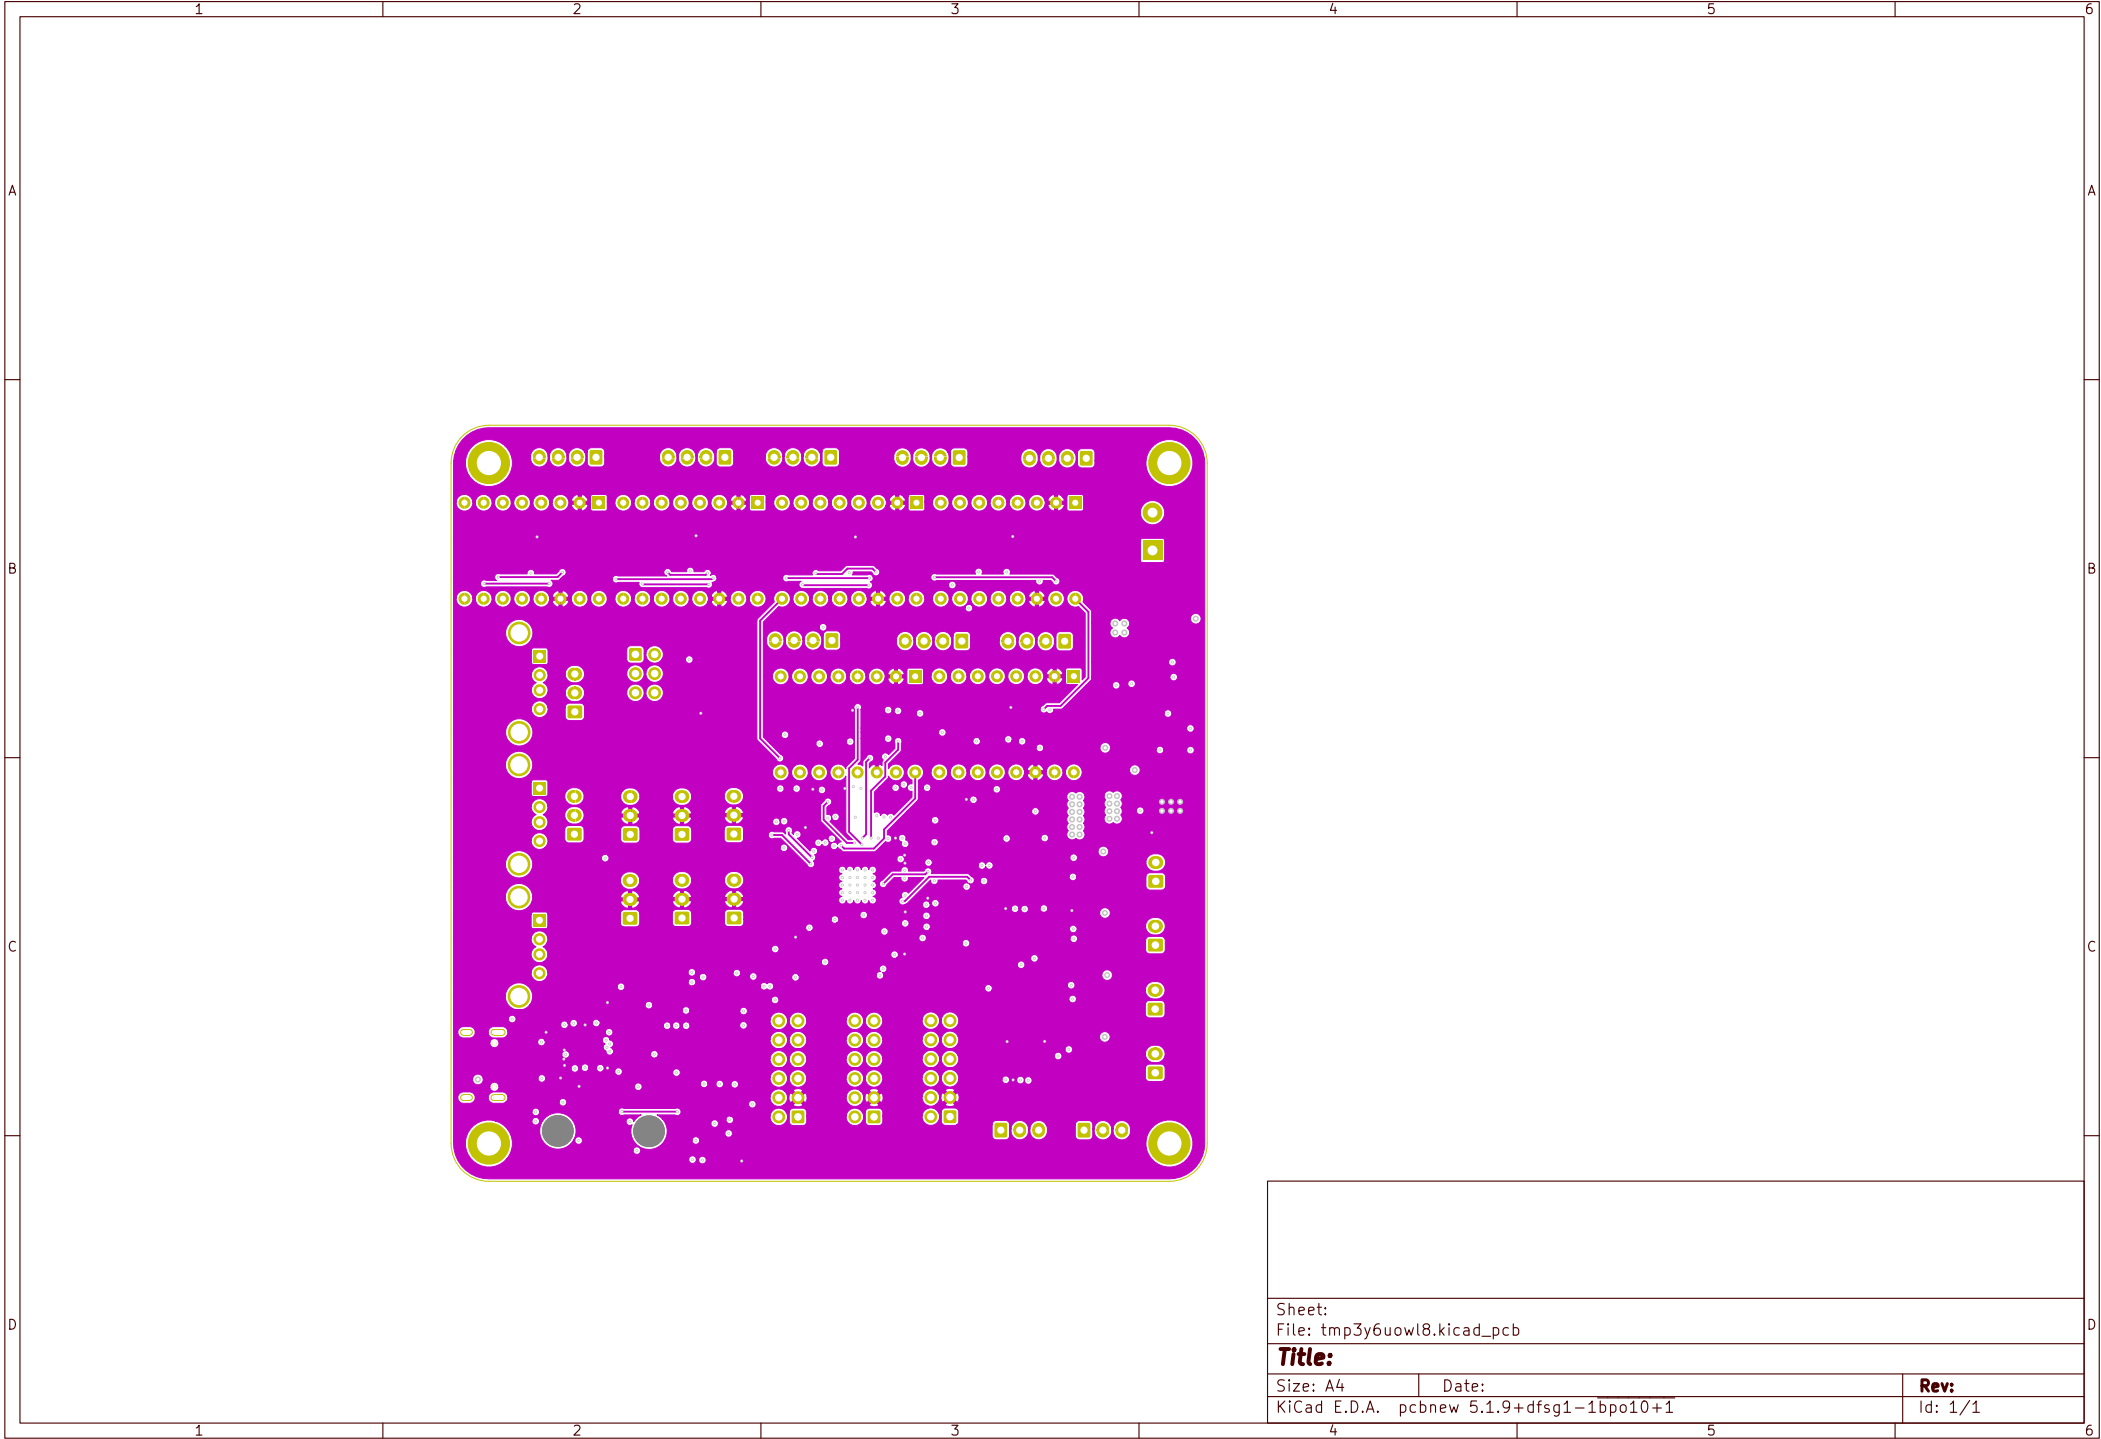 1 2 3 4 5 6
A A
B B
C C
Sheet:
File: tmp3y6uowl8.kicad_pcb
D D
Title:
Size: A4 Date: Rev:
KiCad E.D.A. pcbnew 5.1.9+dfsg1-1bpo10+1 Id: 1/1
1 2 3 4 5 6